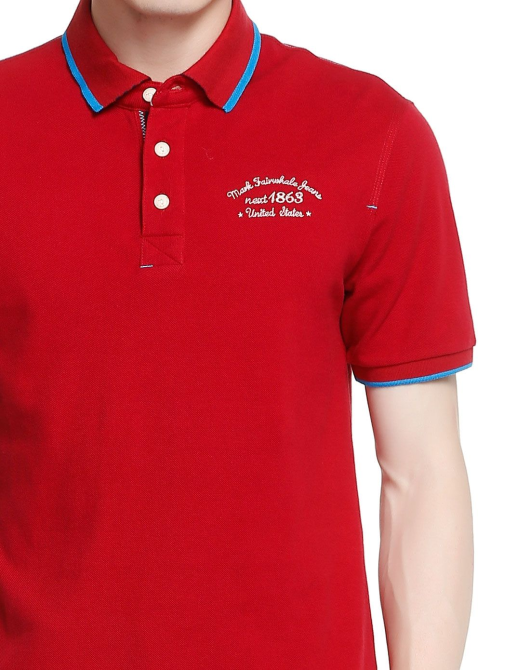 Mark Fairwhale Jeans
next 1863
★ United States ★